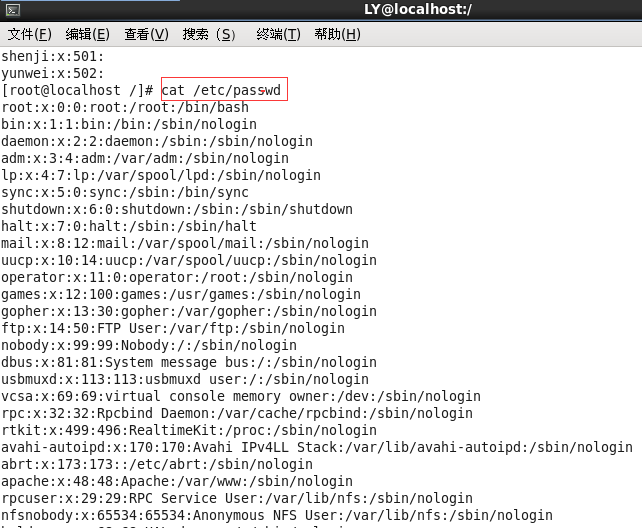 LY@localhost:/
文件(F) 编辑(E) 查看(V) 搜索 (S) 终端(T) 帮助(H)
shenji:x:501:
yunwei:x:502:
[root@localhost /]# cat /etc/passwd
root:x:0:0:root:/root:/bin/bash
bin:x:1:1:bin:/bin:/sbin/nologin
daemon:x:2:2:daemon:/sbin:/sbin/nologin
adm:x:3:4:adm:/var/adm:/sbin/nologin
lp:x:4:7:lp:/var/spool/lpd:/sbin/nologin
sync:x:5:0:sync:/sbin:/bin/sync
shutdown:x:6:0:shutdown:/sbin:/sbin/shutdown
halt:x:7:0:halt:/sbin:/sbin/halt
mail:x:8:12:mail:/var/spool/mail:/sbin/nologin
uucp:x:10:14:uucp:/var/spool/uucp:/sbin/nologin
operator:x:11:0:operator:/root:/sbin/nologin
games:x:12:100:games:/usr/games:/sbin/nologin
gopher:x:13:30:gopher:/var/gopher:/sbin/nologin
ftp:x:14:50:FTP User:/var/ftp:/sbin/nologin
nobody:x:99:99:Nobody:/:/sbin/nologin
dbus:x:81:81:System message bus:/:/sbin/nologin
usbmuxd:x:113:113:usbmuxd user:/:/sbin/nologin
vcsa:x:69:69:virtual console memory owner:/dev:/sbin/nologin
rpc:x:32:32:Rpcbind Daemon:/var/cache/rpcbind:/sbin/nologin
rtkit:x:499:496:RealtimeKit:/proc:/sbin/nologin
avahi-autoipd:x:170:170:Avahi IPv4LL Stack:/var/lib/avahi-autoipd:/sbin/nologin
abrt:x:173:173::/etc/abrt:/sbin/nologin
apache:x:48:48:Apache:/var/www:/sbin/nologin
rpcuser:x:29:29:RPC Service User:/var/lib/nfs:/sbin/nologin
nfsnobody:x:65534:65534:Anonymous NFS User:/var/lib/nfs:/sbin/nologin